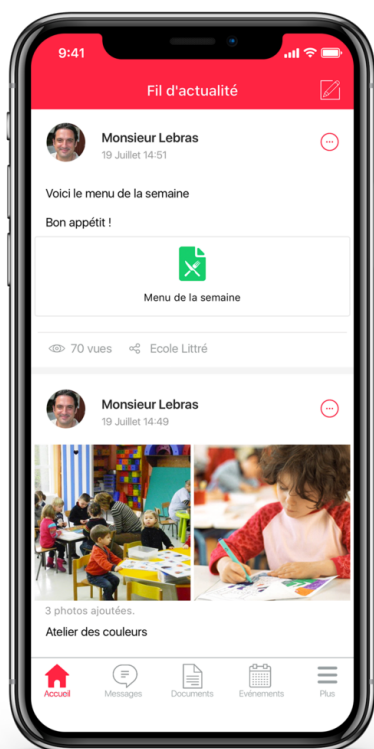 9:41
Fil d'actualité
Monsieur Lebras
19 Juillet 14:51
Voici le menu de la semaine
Bon appétit !
Menu de la semaine
70 vues
Ecole Littré
Monsieur Lebras
19 Juillet 14:49
3 photos ajoutées.
Atelier des couleurs
Accueil
Messages
Documents
Evénements
Plus